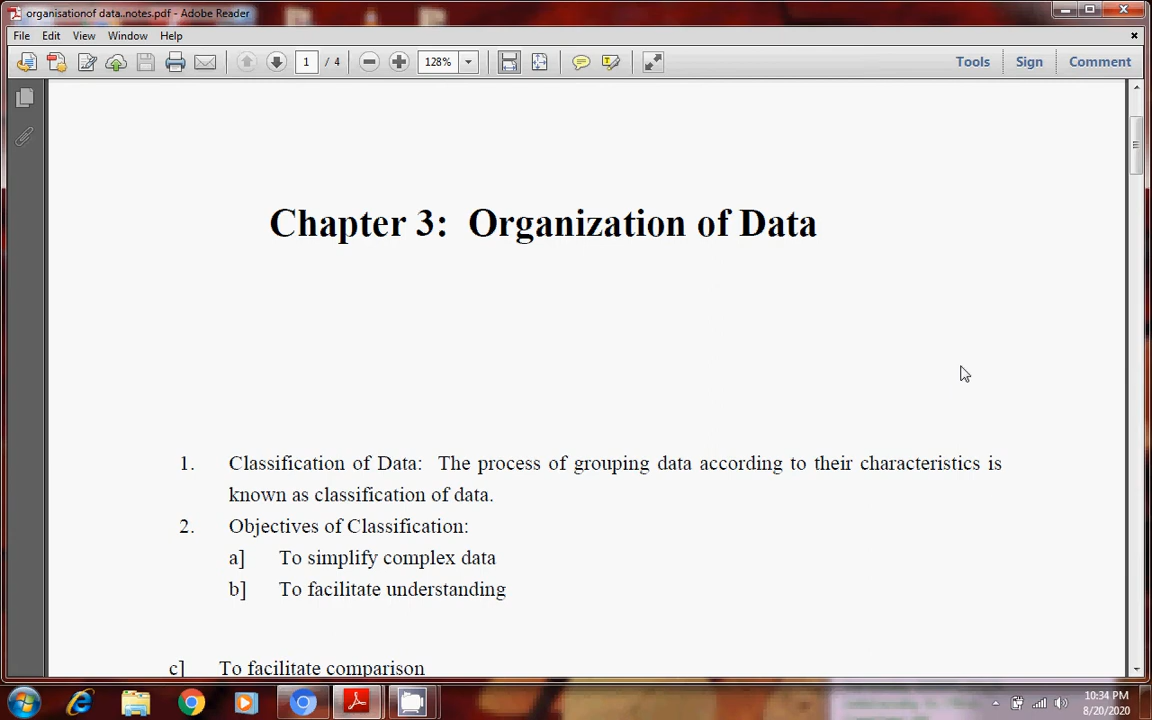 organisationof data..notes.pdf - Adobe Reader
File Edit View Window Help
1 / 4 128% Tools Sign Comment
Chapter 3: Organization of Data
1. Classification of Data: The process of grouping data according to their characteristics is
known as classification of data.
2. Objectives of Classification:
a] To simplify complex data
b] To facilitate understanding
c] To facilitate comparison
10:34 PM
8/20/2020